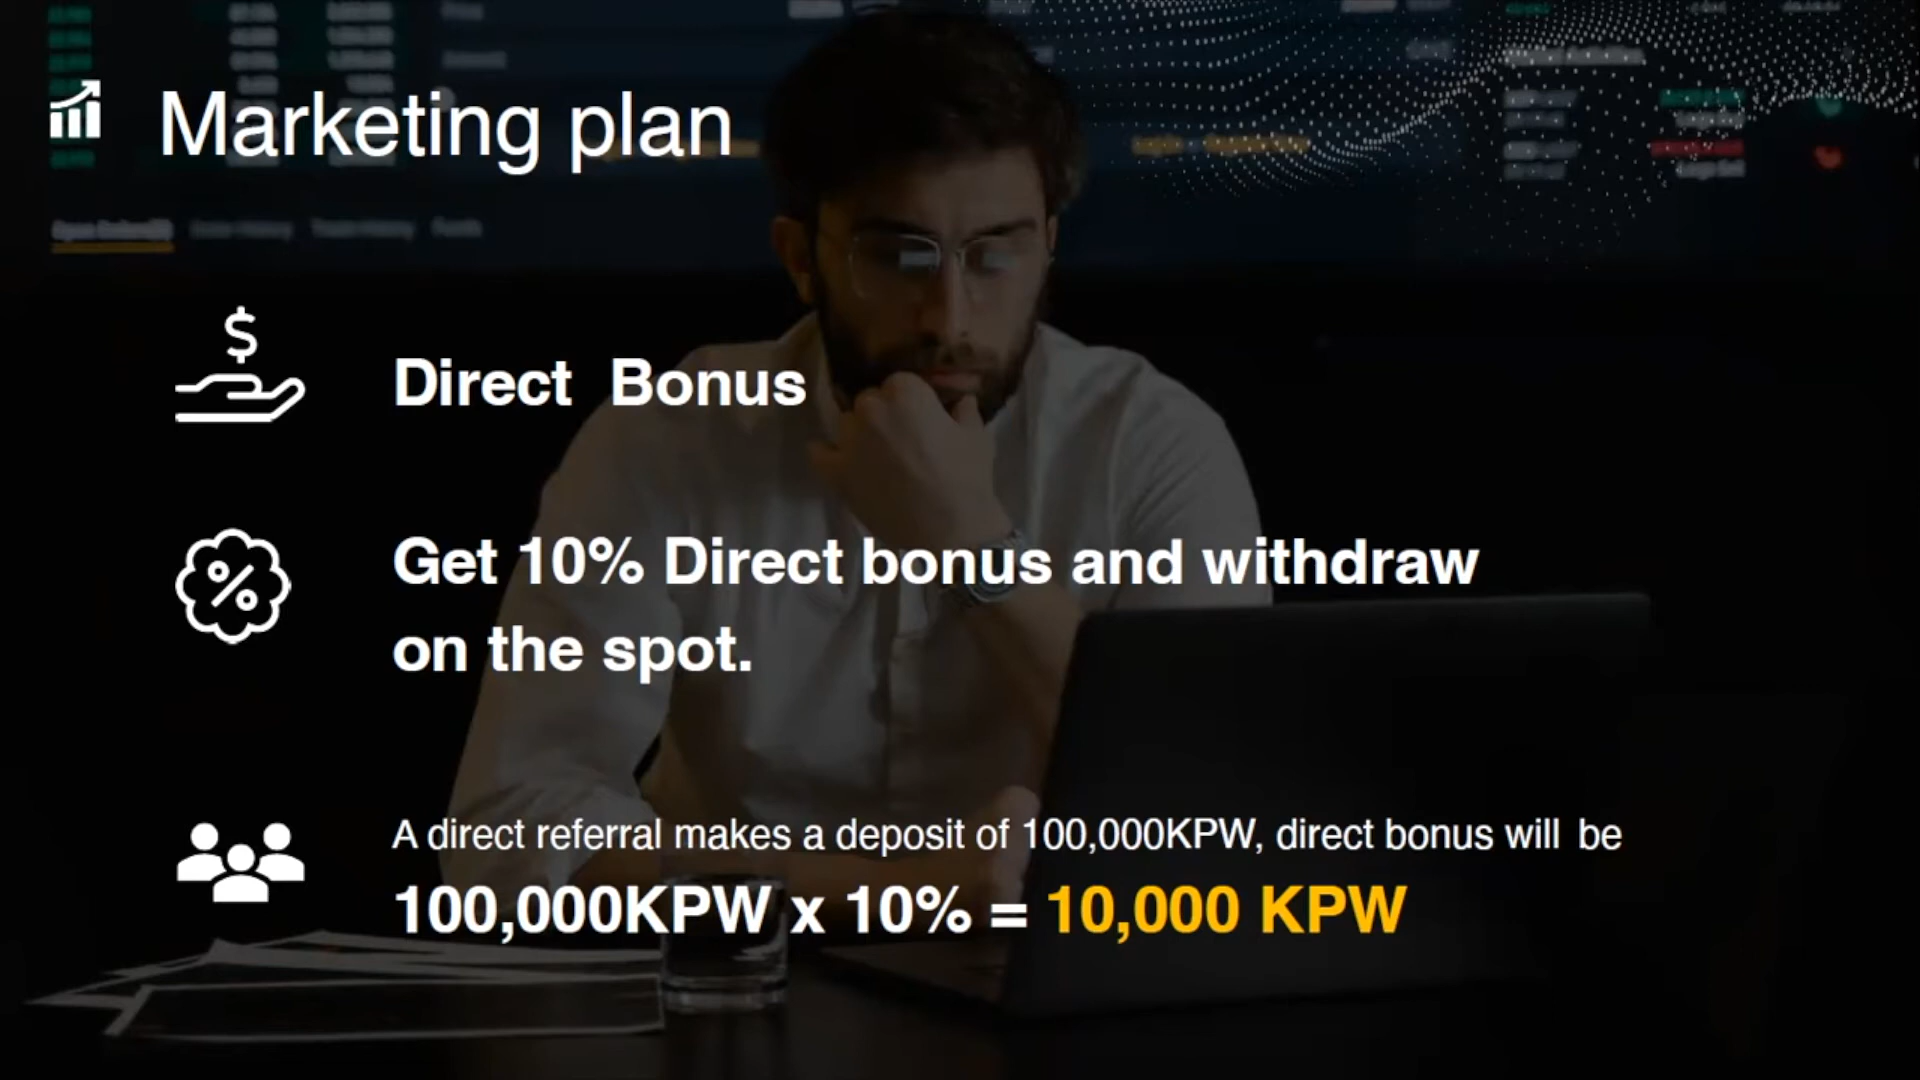 Marketing plan
Direct Bonus
Get 10% Direct bonus and withdraw
on the spot.
A direct referral makes a deposit of 100,000KPW, direct bonus will be
100,000KPW x 10% = 10,000 KPW